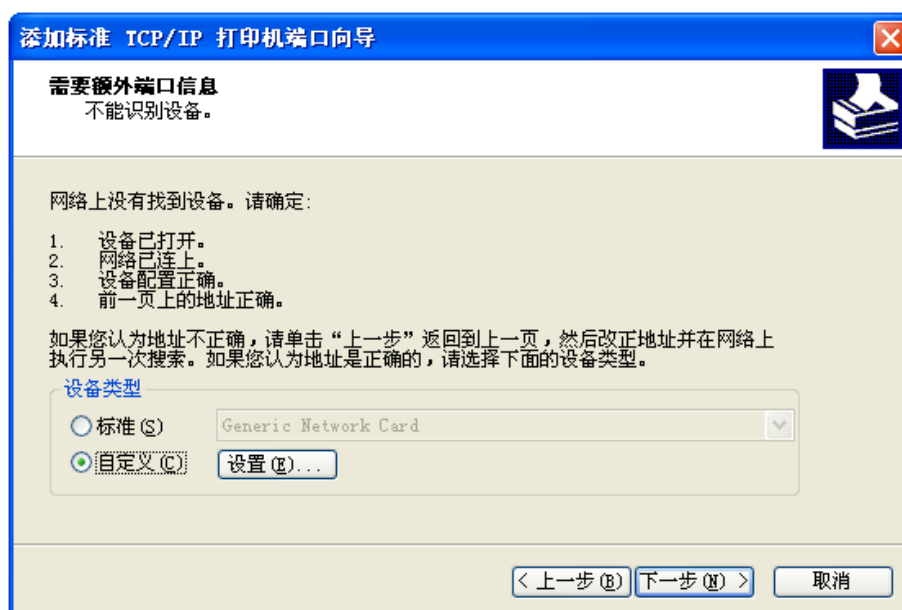 添加标准 TCP/IP 打印机端口向导
需要额外端口信息
不能识别设备。
网络上没有找到设备。请确定:
1. 设备已打开。
2. 网络已连上。
3. 设备配置正确。
4. 前一页上的地址正确。
如果您认为地址不正确，请单击“上一步”返回到上一页，然后改正地址并在网络上
执行另一次搜索。如果您认为地址是正确的，请选择下面的设备类型。
设备类型
标准(S) Generic Network Card
自定义(C) 设置(E)...
< 上一步(B) 下一步(N) > 取消